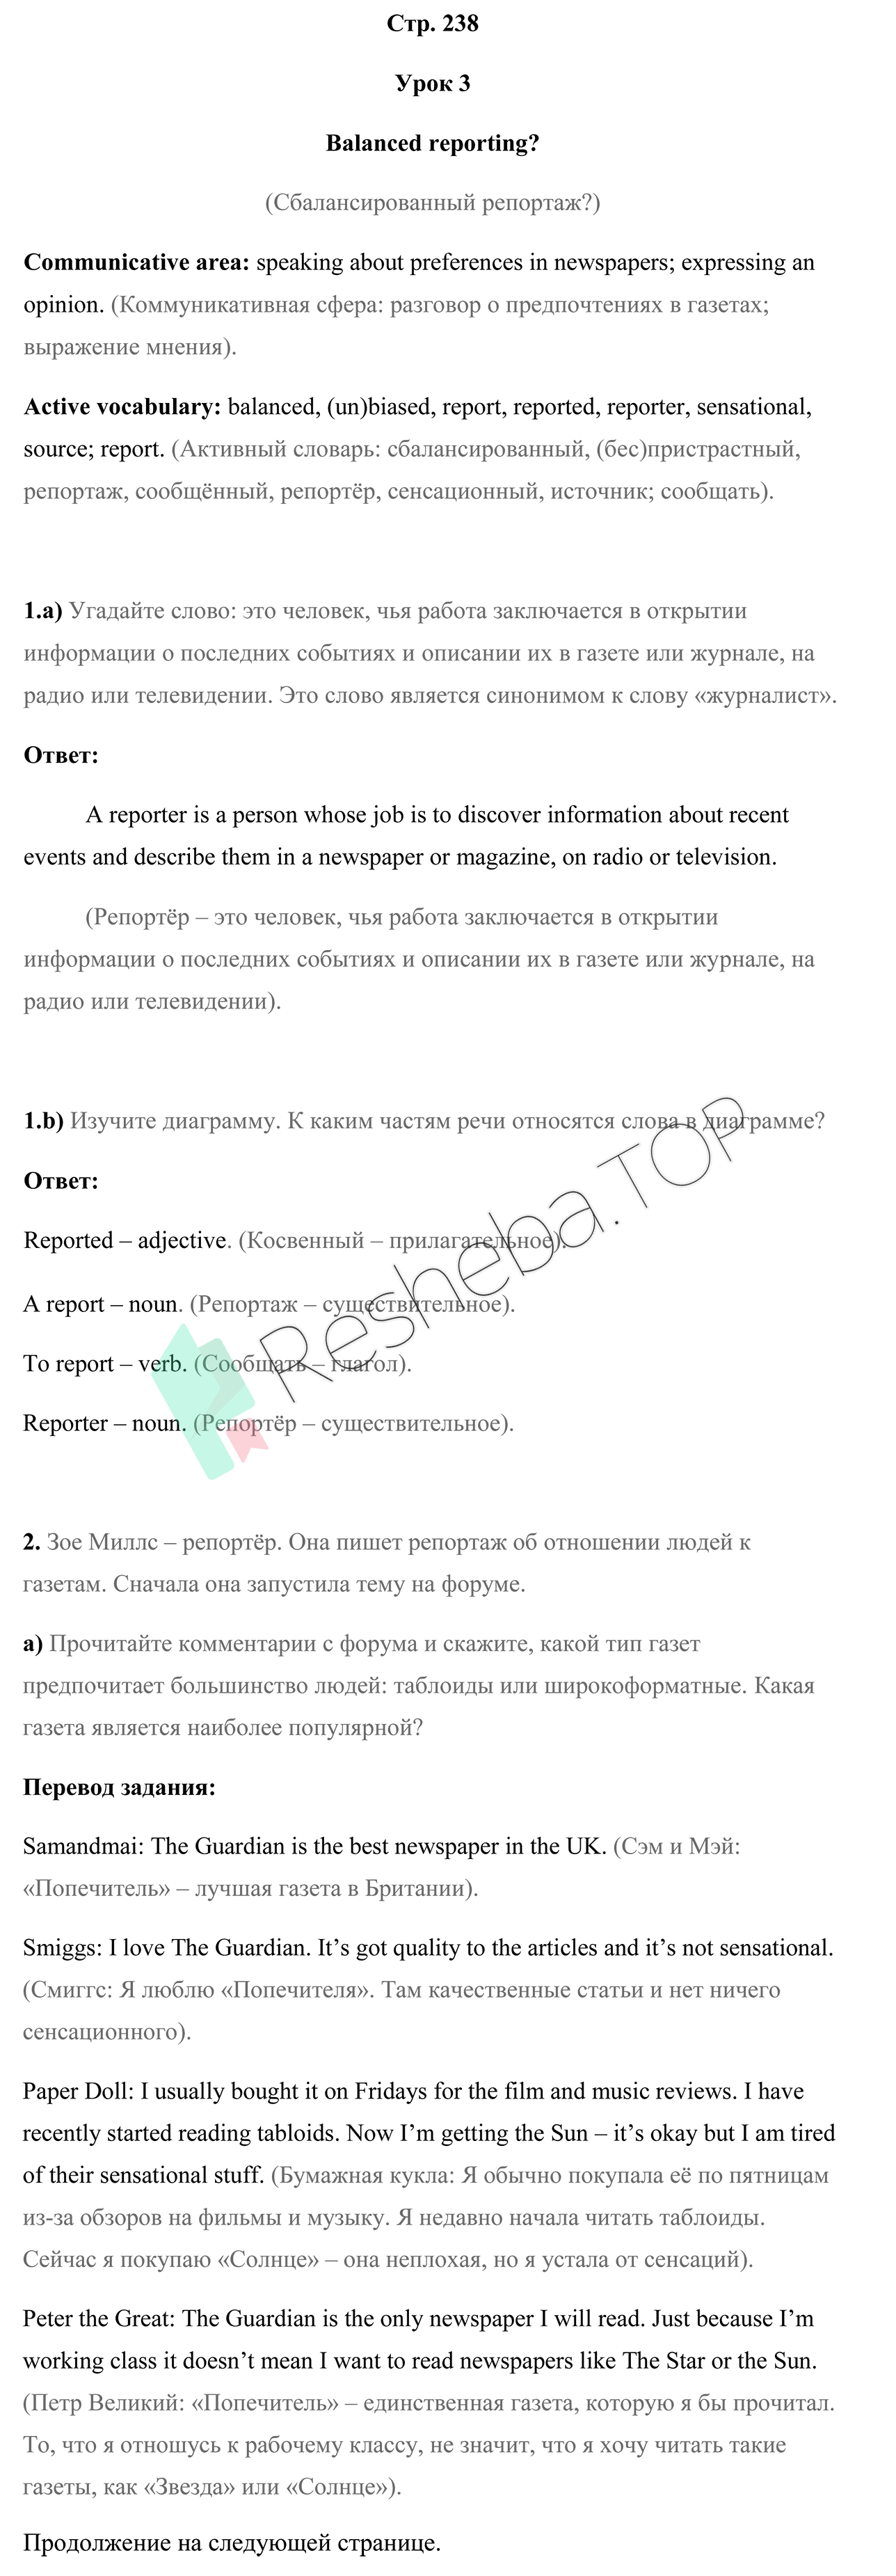 Стр. 238
Урок 3
Balanced reporting?
(Сбалансированный репортаж?)
Communicative area: speaking about preferences in newspapers; expressing an
opinion. (Коммуникативная сфера: разговор о предпочтениях в газетах;
выражение мнения).
Active vocabulary: balanced, (un)biased, report, reported, reporter, sensational,
source; report. (Активный словарь: сбалансированный, (бес)пристрастный,
репортаж, сообщённый, репортёр, сенсационный, источник; сообщать).
1.a) Угадайте слово: это человек, чья работа заключается в открытии
информации о последних событиях и описании их в газете или журнале, на
радио или телевидении. Это слово является синонимом к слову «журналист».
Ответ:
A reporter is a person whose job is to discover information about recent
events and describe them in a newspaper or magazine, on radio or television.
(Репортёр – это человек, чья работа заключается в открытии
информации о последних событиях и описании их в газете или журнале, на
радио или телевидении).
1.b) Изучите диаграмму. К каким частям речи относятся слова в диаграмме?
Ответ:
Reported – adjective. (Косвенный – прилагательное).
A report – noun. (Репортаж – существительное).
To report – verb. (Сообщать – глагол).
Reporter – noun. (Репортёр – существительное).
Resheba.TOP
2. Зое Миллс – репортёр. Она пишет репортаж об отношении людей к
газетам. Сначала она запустила тему на форуме.
a) Прочитайте комментарии с форума и скажите, какой тип газет
предпочитает большинство людей: таблоиды или широкоформатные. Какая
газета является наиболее популярной?
Перевод задания:
Samandmai: The Guardian is the best newspaper in the UK. (Сэм и Мэй:
«Попечитель» – лучшая газета в Британии).
Smiggs: I love The Guardian. It’s got quality to the articles and it’s not sensational.
(Смиггс: Я люблю «Попечителя». Там качественные статьи и нет ничего
сенсационного).
Paper Doll: I usually bought it on Fridays for the film and music reviews. I have
recently started reading tabloids. Now I’m getting the Sun – it’s okay but I am tired
of their sensational stuff. (Бумажная кукла: Я обычно покупала её по пятницам
из-за обзоров на фильмы и музыку. Я недавно начала читать таблоиды.
Сейчас я покупаю «Солнце» – она неплохая, но я устала от сенсаций).
Peter the Great: The Guardian is the only newspaper I will read. Just because I’m
working class it doesn’t mean I want to read newspapers like The Star or the Sun.
(Петр Великий: «Попечитель» – единственная газета, которую я бы прочитал.
То, что я отношусь к рабочему классу, не значит, что я хочу читать такие
газеты, как «Звезда» или «Солнце»).
Продолжение на следующей странице.